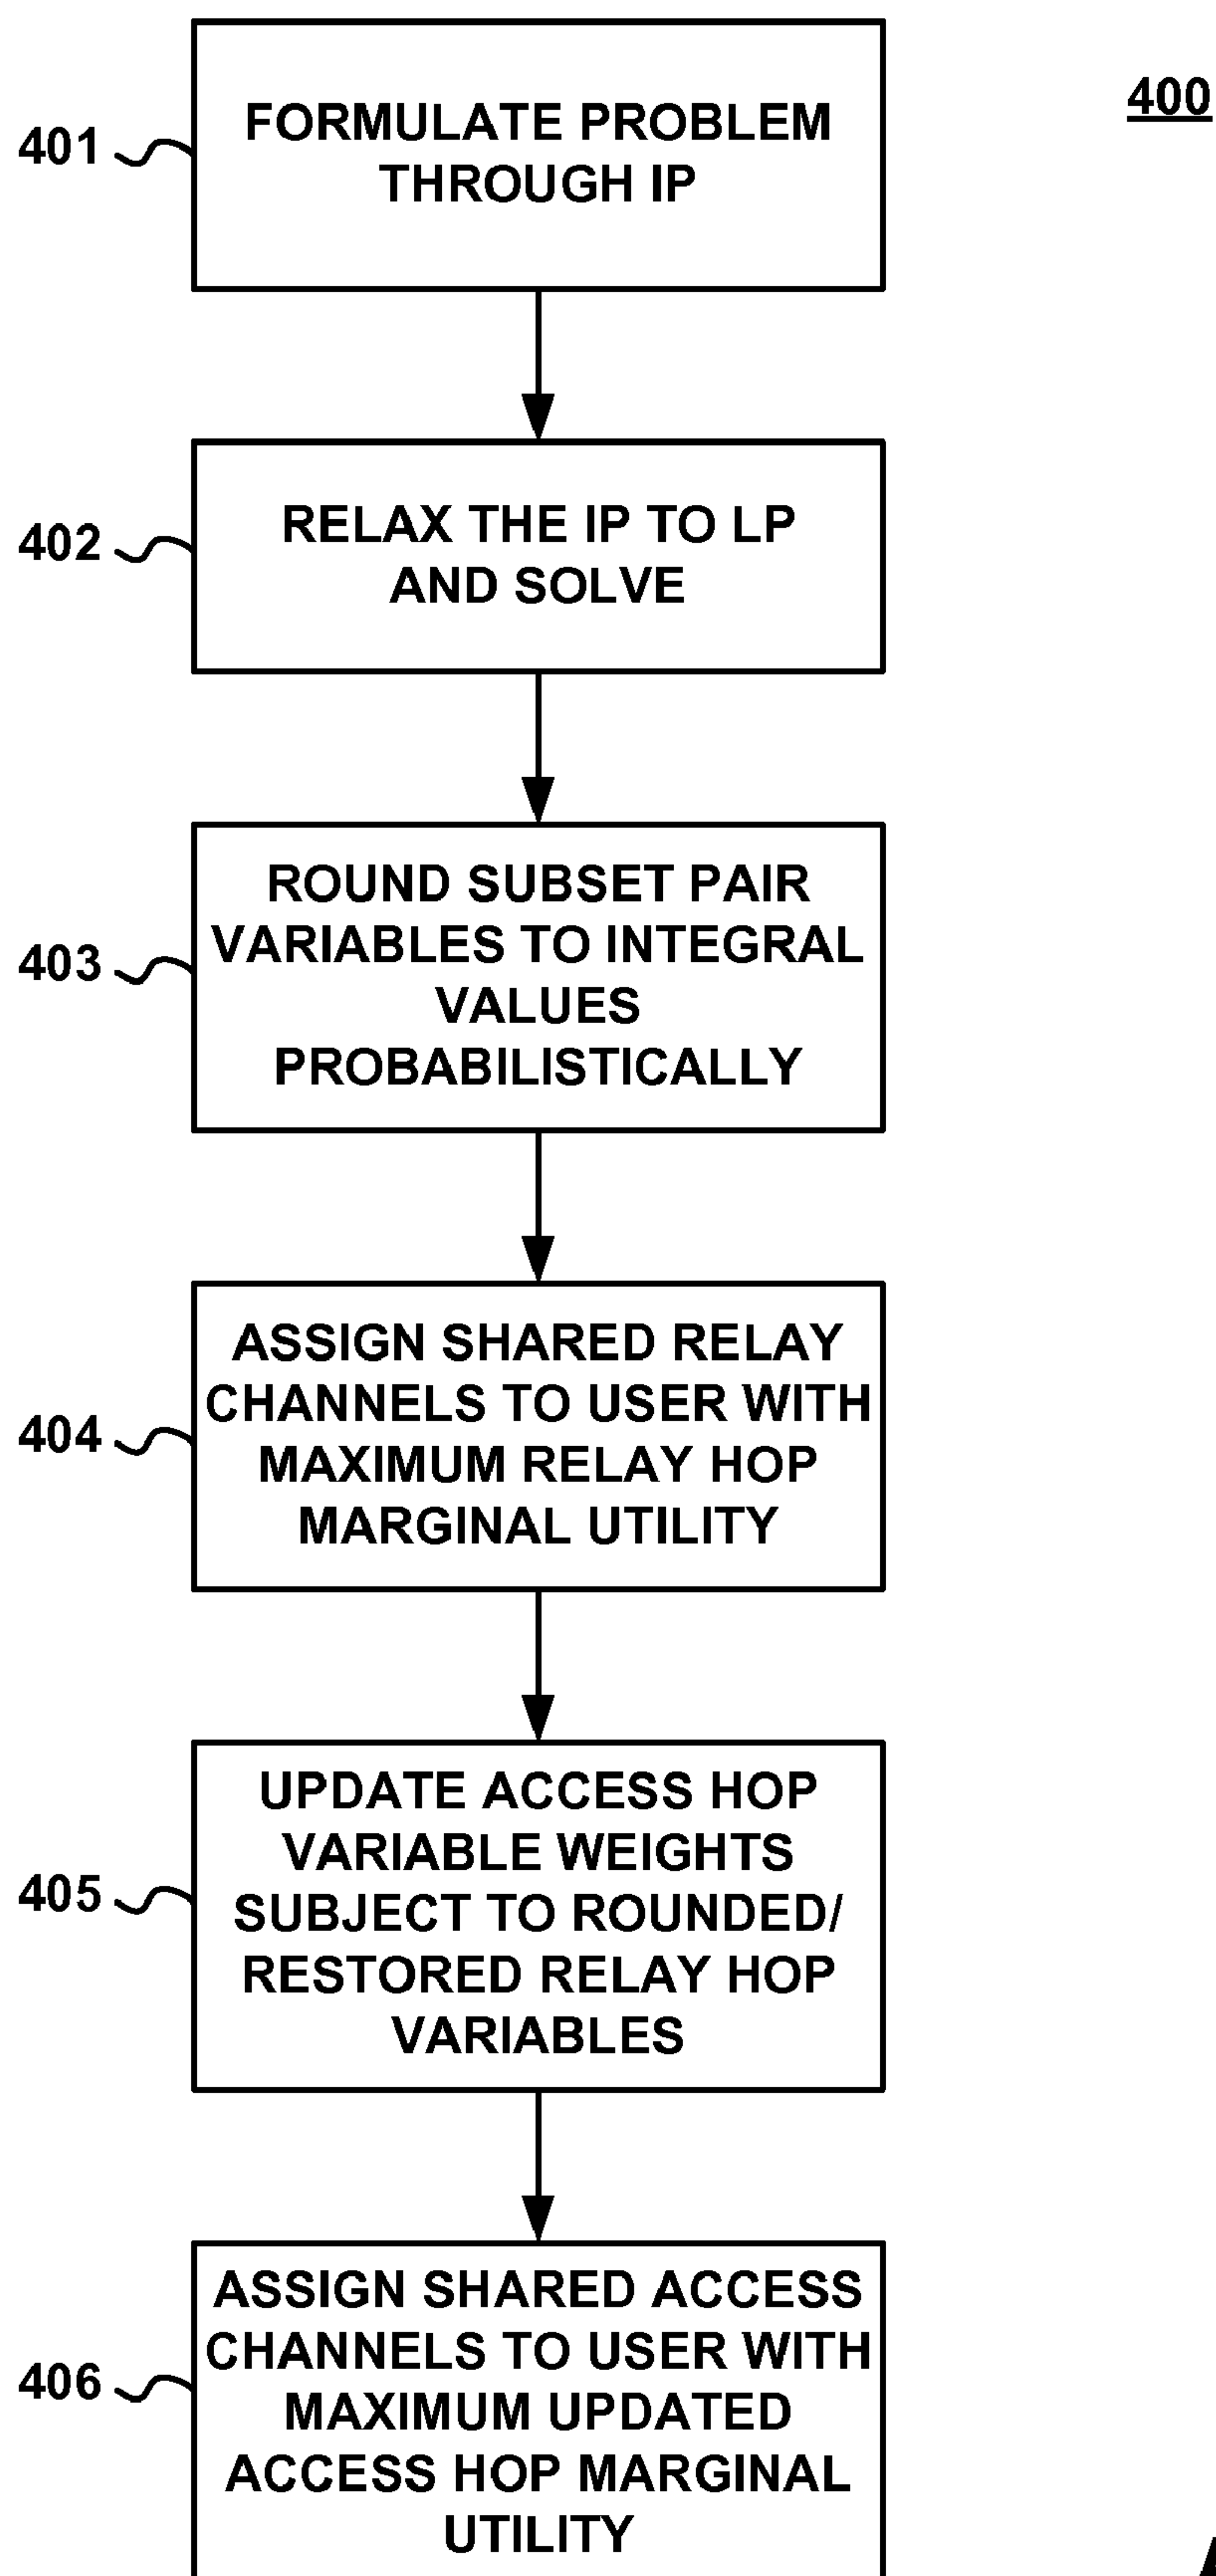 400
401
FORMULATE PROBLEM
THROUGH IP
402
RELAX THE IP TO LP
AND SOLVE
403
ROUND SUBSET PAIR
VARIABLES TO INTEGRAL
VALUES
PROBABILISTICALLY
404
ASSIGN SHARED RELAY
CHANNELS TO USER WITH
MAXIMUM RELAY HOP
MARGINAL UTILITY
405
UPDATE ACCESS HOP
VARIABLE WEIGHTS
SUBJECT TO ROUNDED/
RESTORED RELAY HOP
VARIABLES
406
ASSIGN SHARED ACCESS
CHANNELS TO USER WITH
MAXIMUM UPDATED
ACCESS HOP MARGINAL
UTILITY